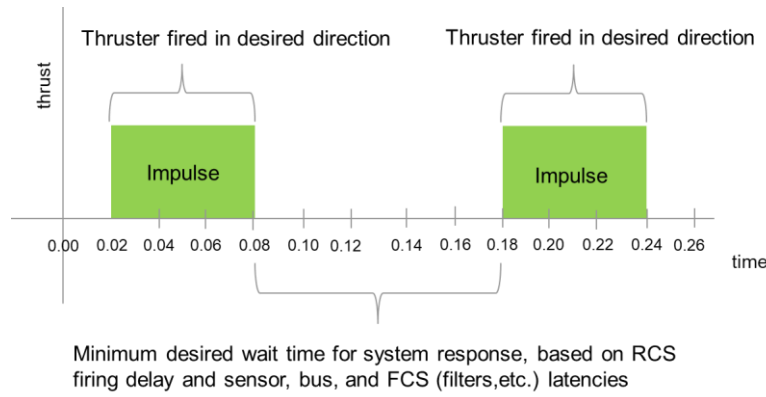 Thruster fired in desired direction
Thruster fired in desired direction
thrust
Impulse
Impulse
0.00 0.02 0.04 0.06 0.08 0.10 0.12 0.14 0.16 0.18 0.20 0.22 0.24 0.26
time
Minimum desired wait time for system response, based on RCS
firing delay and sensor, bus, and FCS (filters,etc.) latencies